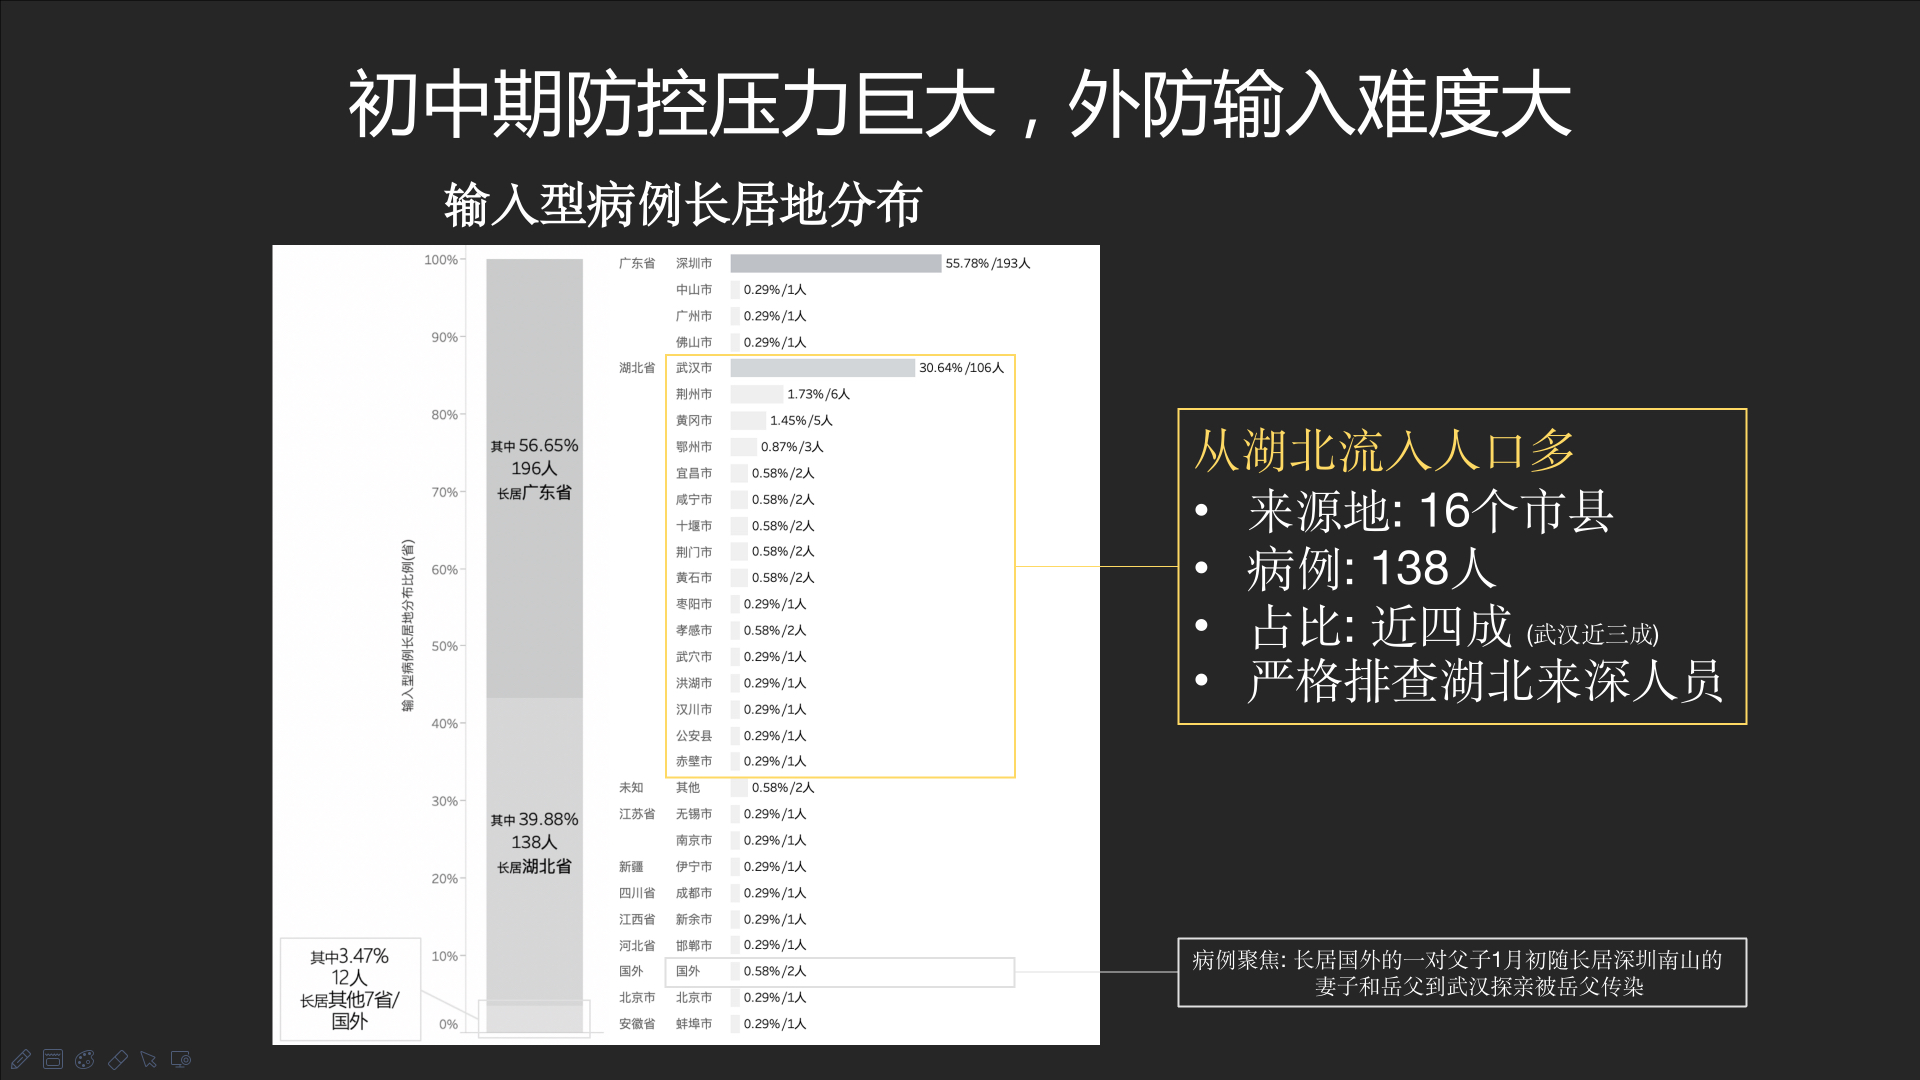 初中期防控压力巨大，外防输入难度大
输入型病例长居地分布
输入型病例长居地分布比例(省)
100%
90%
80%
70%
60%
50%
40%
30%
20%
10%
0%
其中 56.65%
196人
长居广东省
其中 39.88%
138人
长居湖北省
其中3.47%
12人
长居其他7省/
国外
广东省 深圳市 55.78%/193人
中山市 0.29%/1人
广州市 0.29%/1人
佛山市 0.29%/1人
湖北省 武汉市 30.64%/106人
荆州市 1.73%/6人
黄冈市 1.45%/5人
鄂州市 0.87%/3人
宜昌市 0.58%/2人
咸宁市 0.58%/2人
十堰市 0.58%/2人
荆门市 0.58%/2人
黄石市 0.58%/2人
枣阳市 0.29%/1人
孝感市 0.58%/2人
武穴市 0.29%/1人
洪湖市 0.29%/1人
汉川市 0.29%/1人
公安县 0.29%/1人
赤壁市 0.29%/1人
未知 其他 0.58%/2人
江苏省 无锡市 0.29%/1人
南京市 0.29%/1人
新疆 伊宁市 0.29%/1人
四川省 成都市 0.29%/1人
江西省 新余市 0.29%/1人
河北省 邯郸市 0.29%/1人
国外 国外 0.58%/2人
北京市 北京市 0.29%/1人
安徽省 蚌埠市 0.29%/1人
从湖北流入人口多
• 来源地: 16个市县
• 病例: 138人
• 占比: 近四成 (武汉近三成)
• 严格排查湖北来深人员
病例聚焦: 长居国外的一对父子1月初随长居深圳南山的
妻子和岳父到武汉探亲被岳父传染